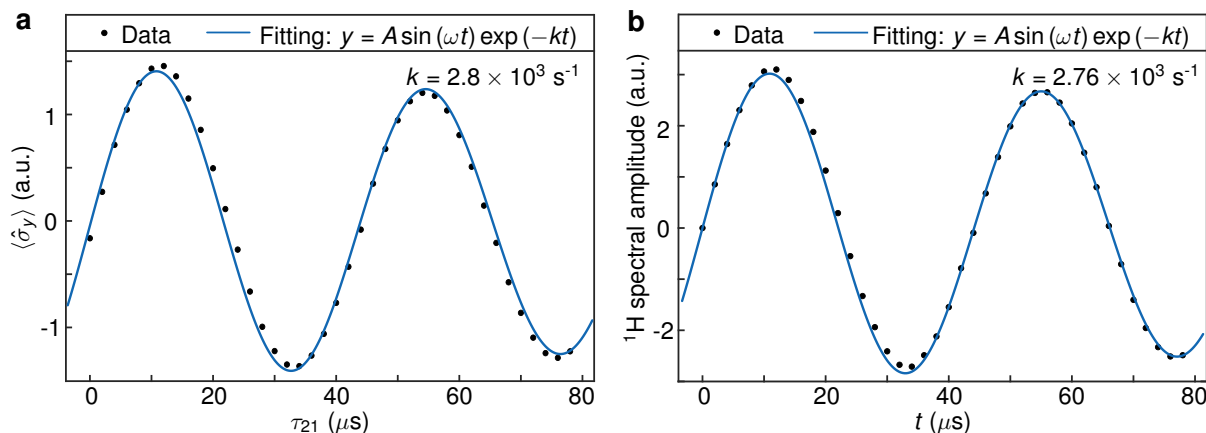 a
Data Fitting: y = A sin (ωt) exp (−kt)
k = 2.8 × 10³ s⁻¹
⟨σ̂y⟩ (a.u.)
1
0
-1
0 20 40 60 80
τ₂₁ (μs)
b
Data Fitting: y = A sin (ωt) exp (−kt)
k = 2.76 × 10³ s⁻¹
¹H spectral amplitude (a.u.)
2
0
-2
0 20 40 60 80
t (μs)